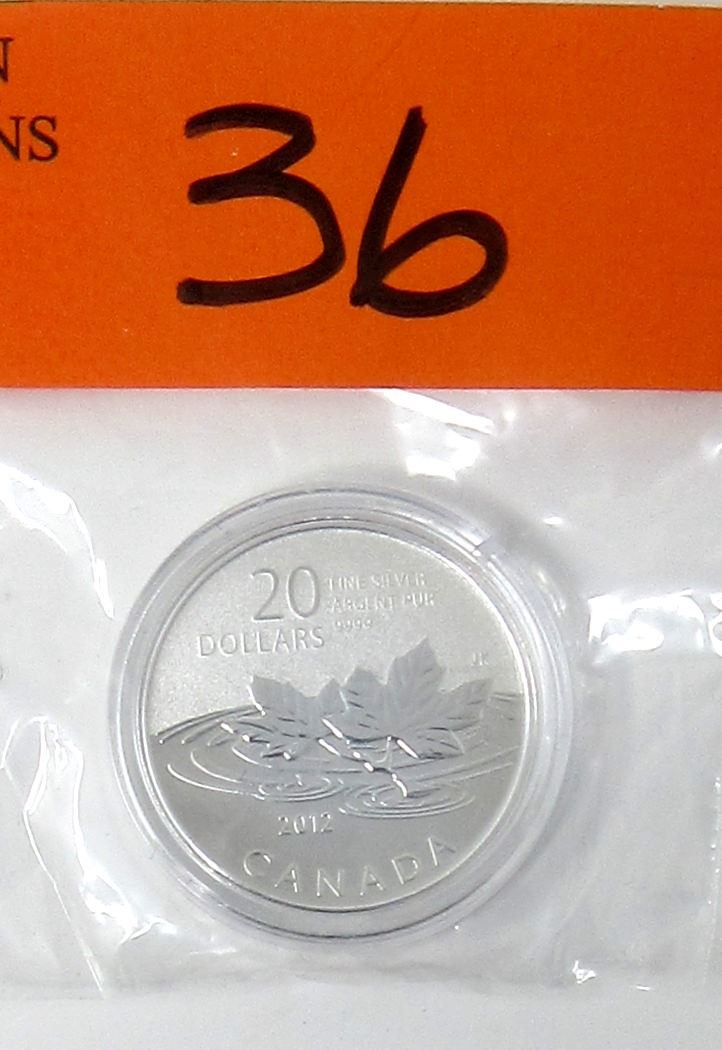 N
NS
36
20
FINE SILVER
ARGENT PUR
9999
DOLLARS
2012
CANADA